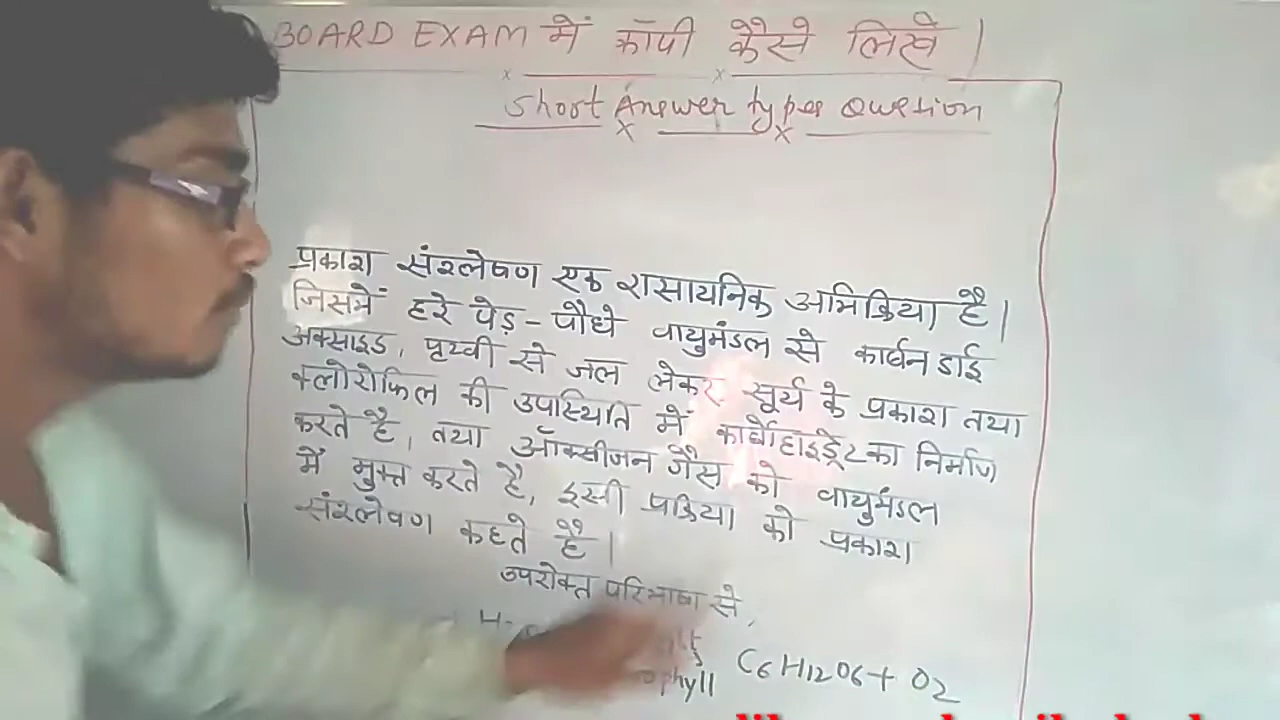 BOARD EXAM में कॉपी कैसे लिखे |
Short Answer types Question
प्रकाश संश्लेषण एक रासायनिक अभिक्रिया है |
जिसमें हरे पेड़ - पौधे वायुमंडल से कार्बन डाई
अक्साइड, पृथ्वी से जल लेकर सूर्य के प्रकाश तथा
क्लोरोफिल की उपस्थिति में कार्बोहाइड्रेट का निर्माण
करते है, तथा ऑक्सीजन गैस को वायुमंडल
में मुक्त करते है, इसी प्रक्रिया को प्रकाश
संश्लेषण कहते है |
उपरोक्त परिभाषा से,
C6H12O6 + O2